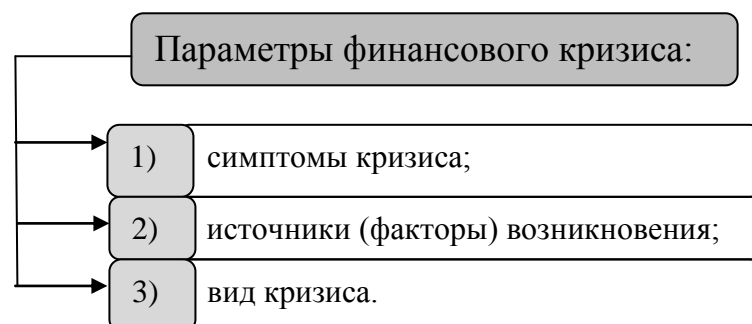 Параметры финансового кризиса:
1) симптомы кризиса;
2) источники (факторы) возникновения;
3) вид кризиса.